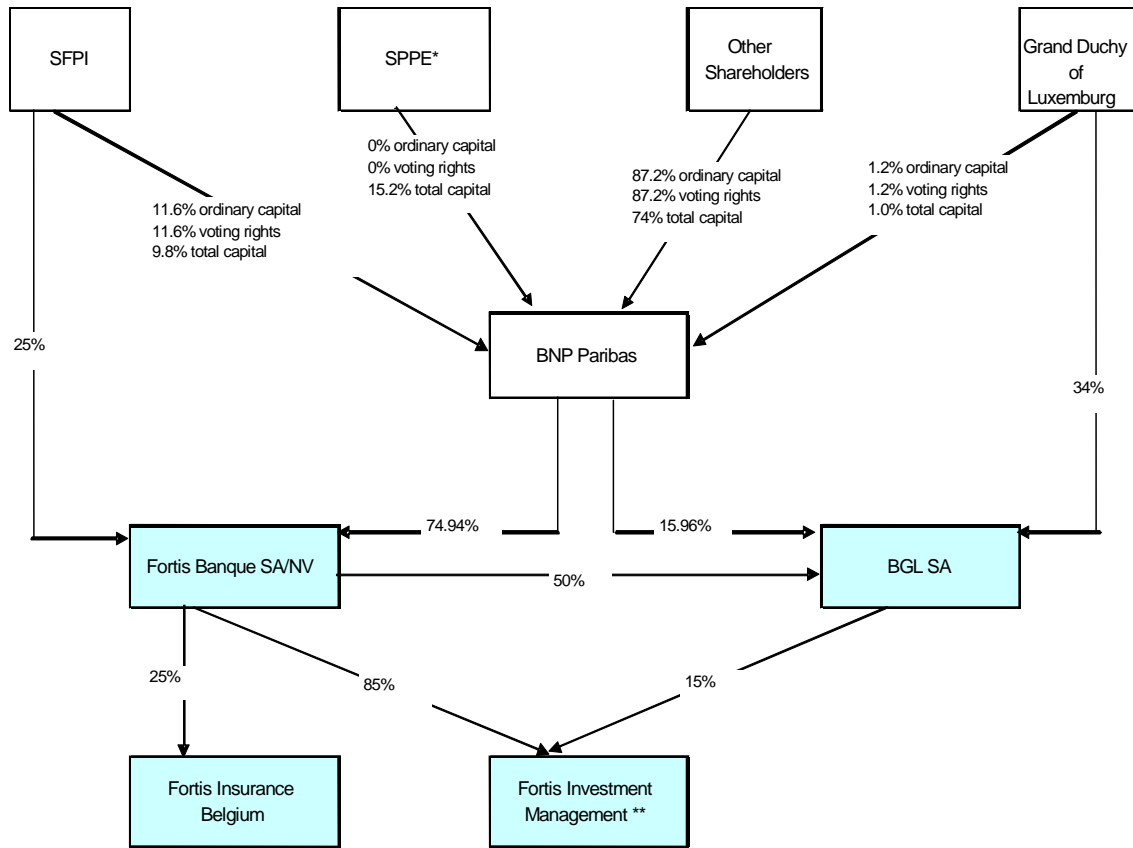 SFPI
SPPE*
Other
Shareholders
Grand Duchy
of
Luxemburg
0% ordinary capital
0% voting rights
15.2% total capital
87.2% ordinary capital
87.2% voting rights
74% total capital
1.2% ordinary capital
1.2% voting rights
1.0% total capital
11.6% ordinary capital
11.6% voting rights
9.8% total capital
25%
BNP Paribas
34%
74.94%
15.96%
Fortis Banque SA/NV
50%
BGL SA
25%
85%
15%
Fortis Insurance
Belgium
Fortis Investment
Management **